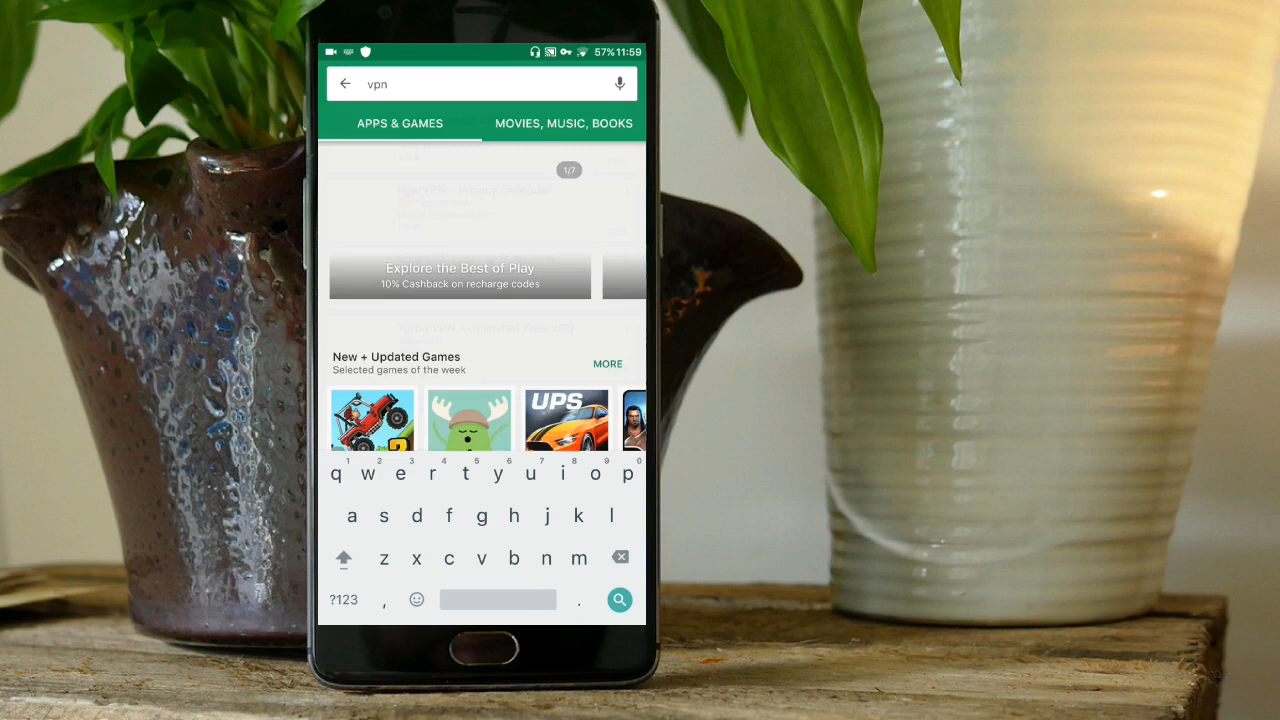 57% 11:59
vpn
APPS & GAMES
MOVIES, MUSIC, BOOKS
1/7
Explore the Best of Play
10% Cashback on recharge codes
New + Updated Games
MORE
Selected games of the week
UPS
2
1 2 3 4 5 6 7 8 9 0
q w e r t y u i o p
a s d f g h j k l
z x c v b n m
?123 , .